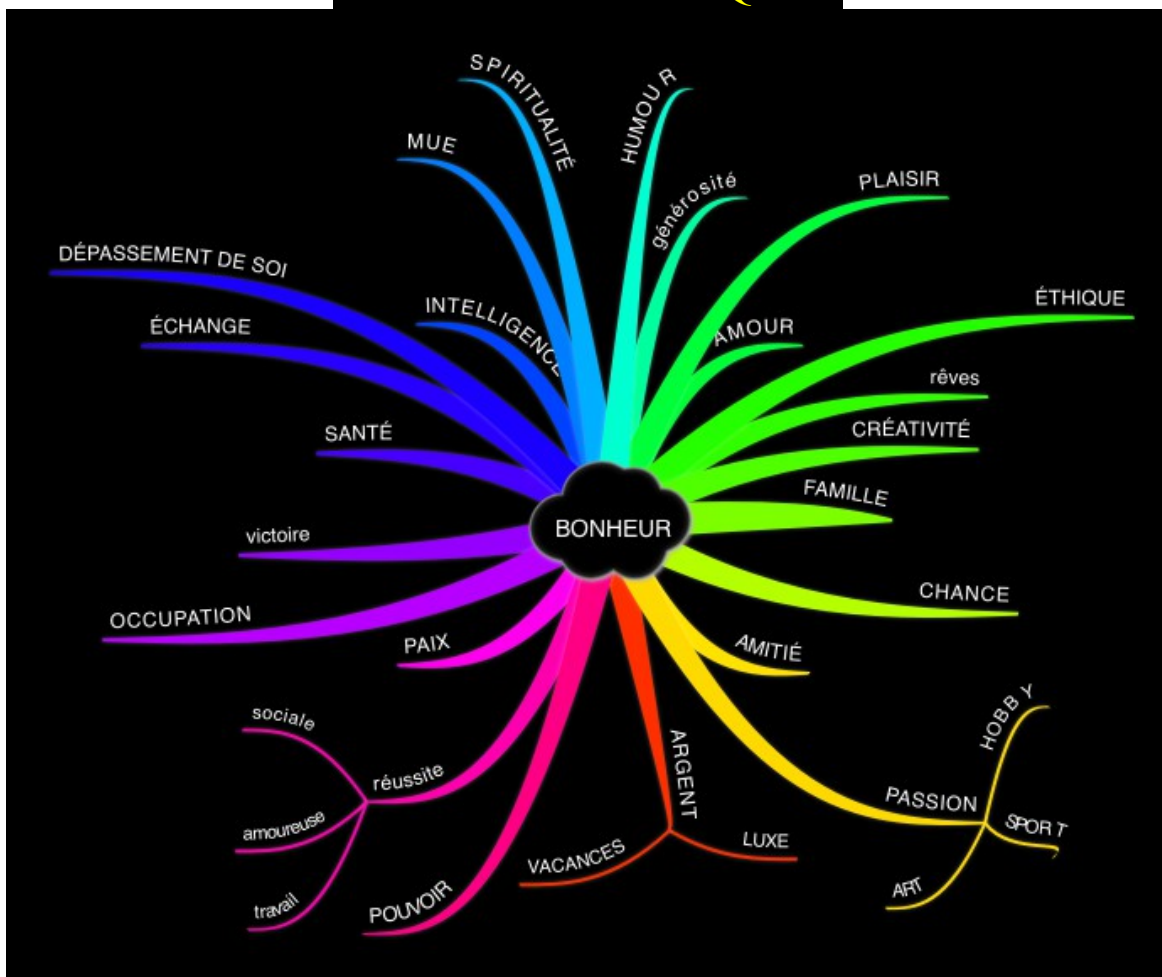 SPIRITUALITÉ
HUMOUR
MUE
générosité
PLAISIR
DÉPASSEMENT DE SOI
INTELLIGENCE
ÉTHIQUE
ÉCHANGE
AMOUR
rêves
SANTÉ
CRÉATIVITÉ
FAMILLE
BONHEUR
victoire
CHANCE
OCCUPATION
PAIX
AMITIÉ
sociale
HOBBY
réussite
ARGENT
PASSION
amoureuse
SPORT
VACANCES
LUXE
travail
POUVOIR
ART